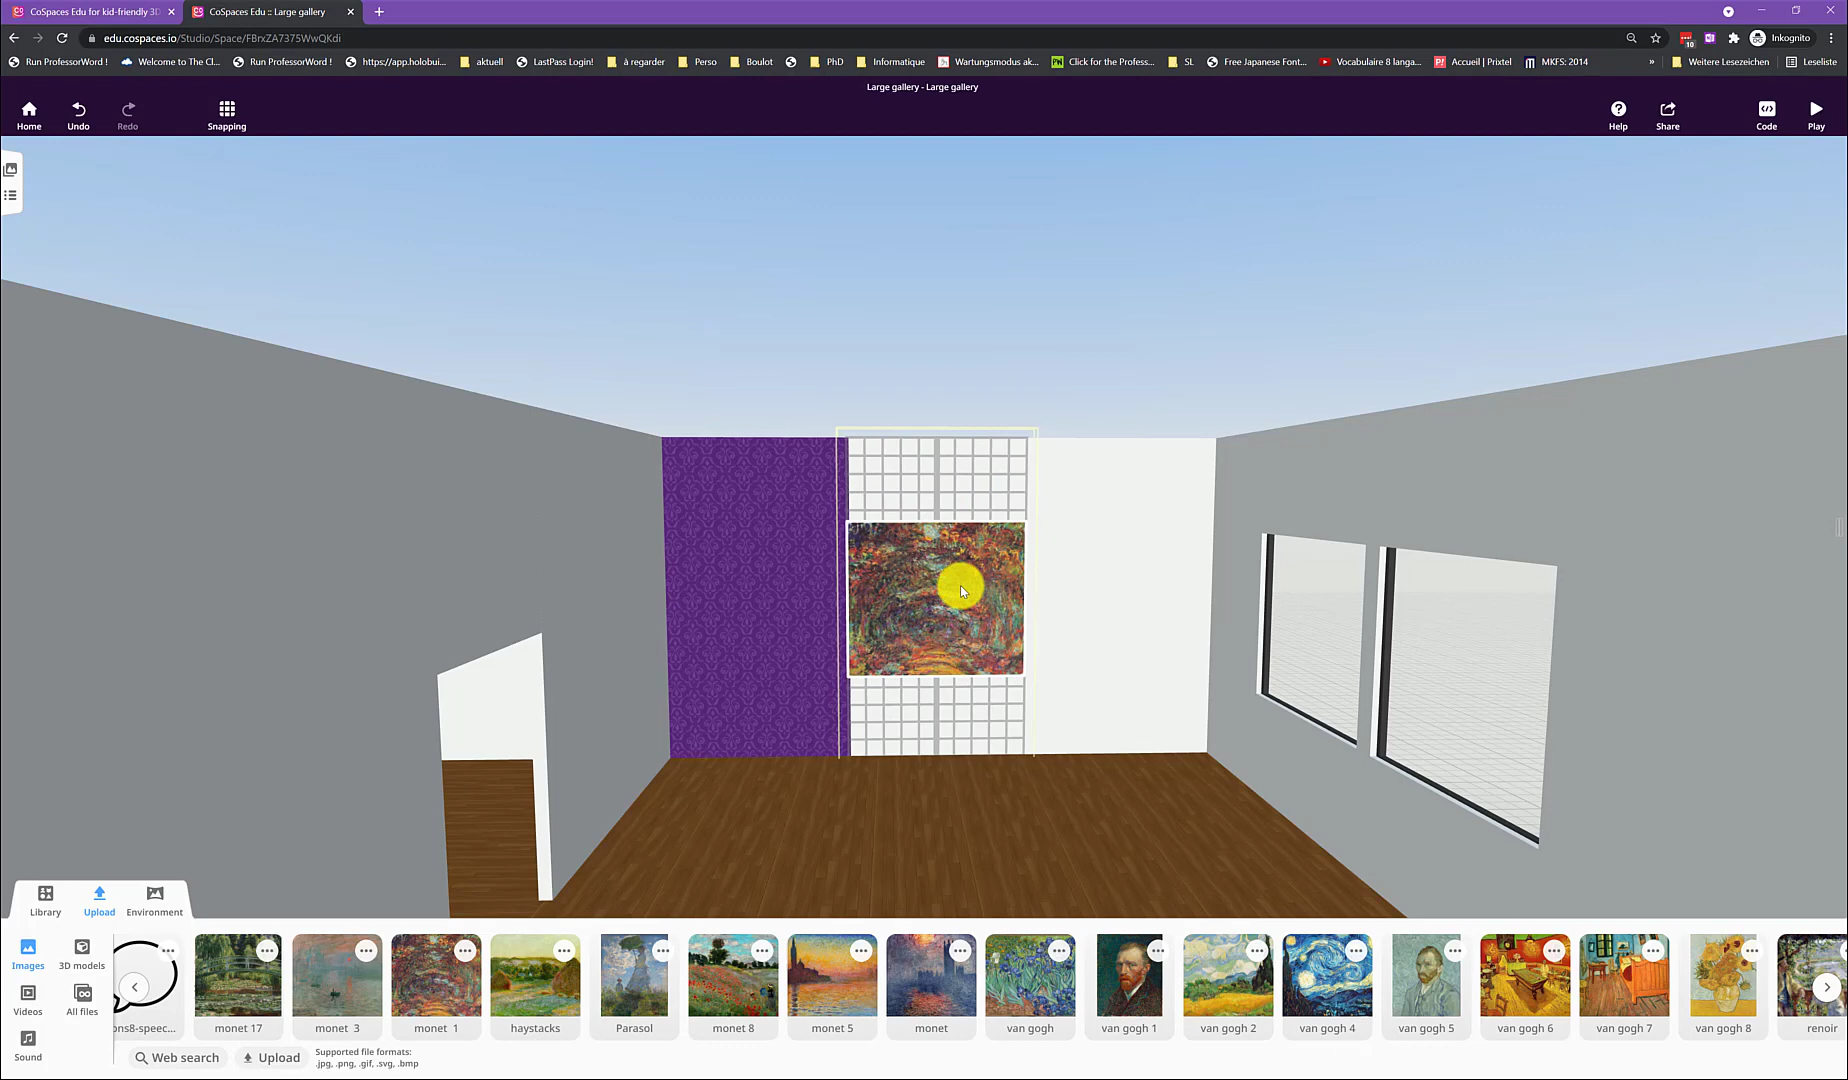 CoSpaces Edu for kid-friendly 3D
CoSpaces Edu :: Large gallery
edu.cospaces.io/Studio/Space/FBrxZA7375WwQKdi
10
Inkognito
Run ProfessorWord !
Welcome to The Cl...
Run ProfessorWord !
https://app.holobui...
aktuell
LastPass Login!
à regarder
Perso
Boulot
PhD
Informatique
Wartungsmodus ak...
PW
Click for the Profess...
SL
Free Japanese Font...
Vocabulaire 8 langa...
P!
Accueil | Prixtel
MKFS: 2014
»
Weitere Lesezeichen
Leseliste
Large gallery - Large gallery
Home
Undo
Redo
Snapping
Help
Share
Code
Play
Library
Upload
Environment
Images
3D models
Videos
All files
Sound
ons8-speec...
monet 17
monet 3
monet 1
haystacks
Parasol
monet 8
monet 5
monet
van gogh
van gogh 1
van gogh 2
van gogh 4
van gogh 5
van gogh 6
van gogh 7
van gogh 8
renoir
Web search
Upload
Supported file formats:
.jpg, .png, .gif, .svg, .bmp